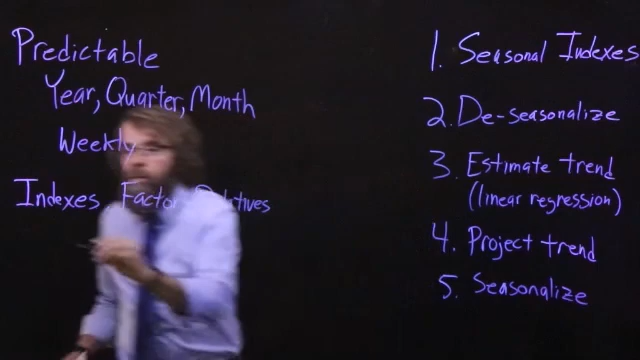 Predictable
Year, Quarter, Month
Weekly
Indexes, Factor
1. Seasonal Indexes
2. De-seasonalize
3. Estimate trend
(linear regression)
4. Project trend
5. Seasonalize